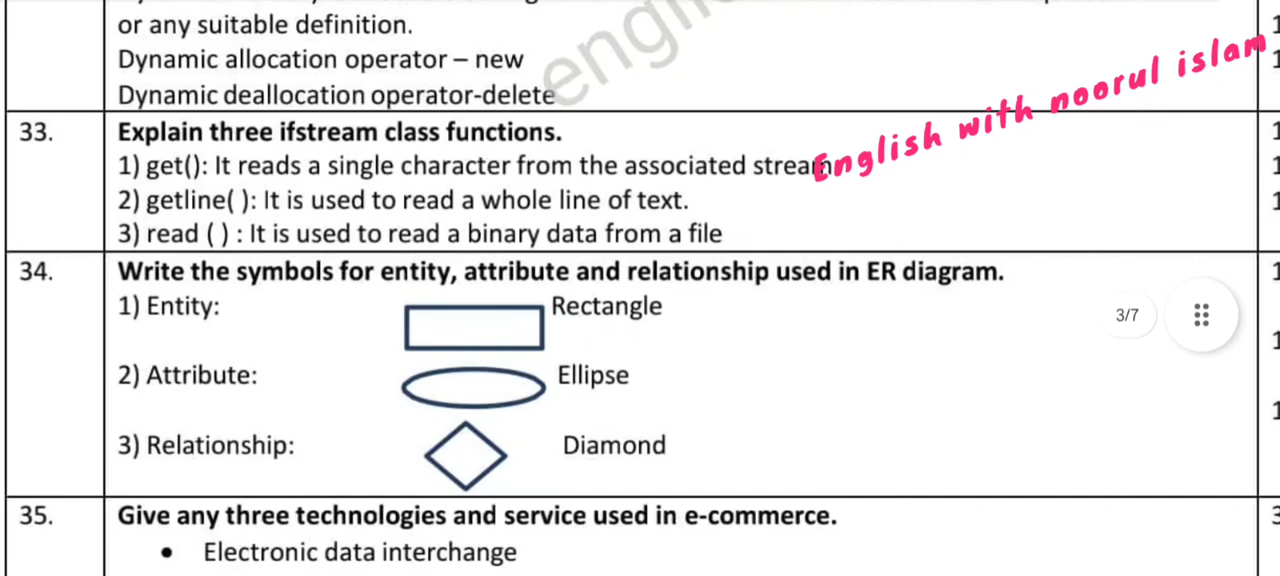 or any suitable definition.
Dynamic allocation operator – new
Dynamic deallocation operator-delete
33.
Explain three ifstream class functions.
1) get(): It reads a single character from the associated stream
2) getline( ): It is used to read a whole line of text.
3) read ( ) : It is used to read a binary data from a file
English with noorul islam
34.
Write the symbols for entity, attribute and relationship used in ER diagram.
1) Entity: Rectangle
2) Attribute: Ellipse
3) Relationship: Diamond
3/7
35.
Give any three technologies and service used in e-commerce.
• Electronic data interchange